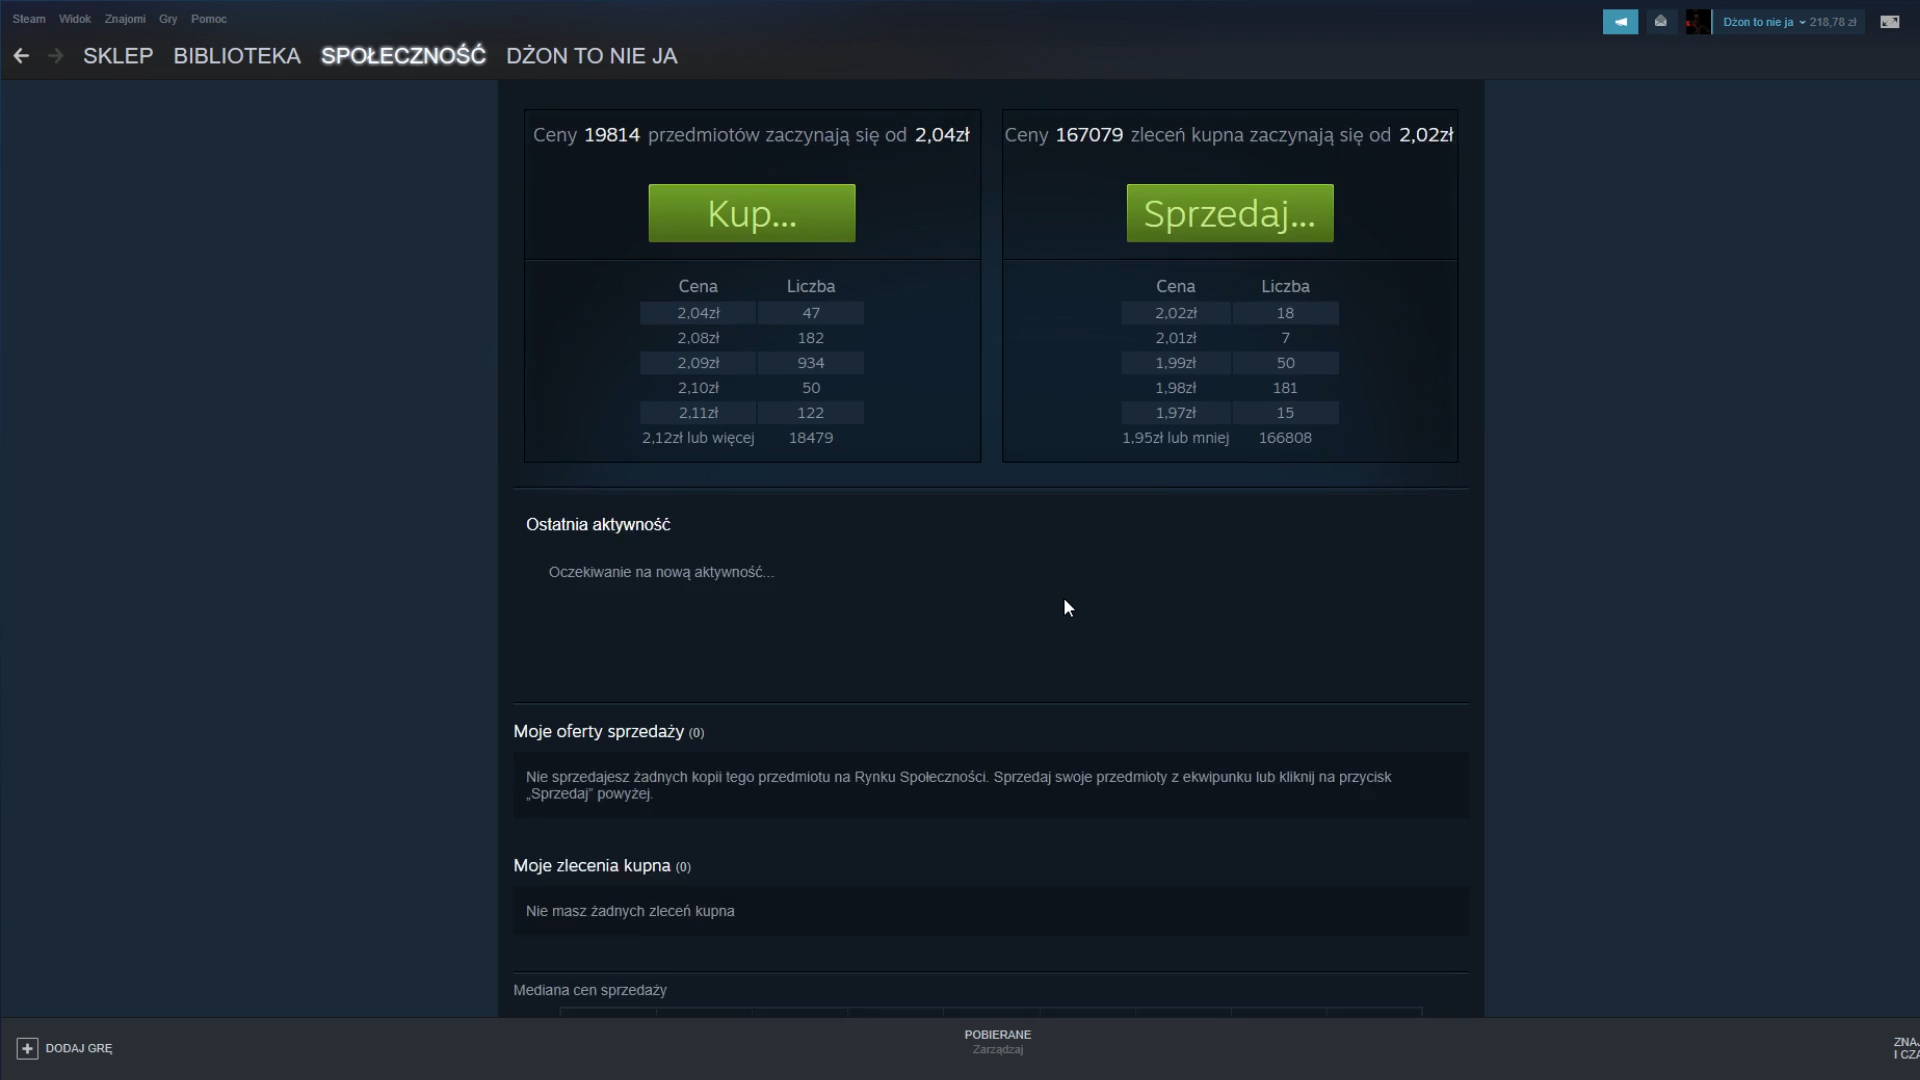 Steam Widok Znajomi Gry Pomoc
Dżon to nie ja 218,78 zł
SKLEP BIBLIOTEKA SPOŁECZNOŚĆ DŻON TO NIE JA
Ceny 19814 przedmiotów zaczynają się od 2,04zł
Ceny 167079 zleceń kupna zaczynają się od 2,02zł
Kup...
Sprzedaj...
Cena Liczba
2,04zł 47
2,08zł 182
2,09zł 934
2,10zł 50
2,11zł 122
2,12zł lub więcej 18479
Cena Liczba
2,02zł 18
2,01zł 7
1,99zł 50
1,98zł 181
1,97zł 15
1,95zł lub mniej 166808
Ostatnia aktywność
Oczekiwanie na nową aktywność...
Moje oferty sprzedaży (0)
Nie sprzedajesz żadnych kopii tego przedmiotu na Rynku Społeczności. Sprzedaj swoje przedmioty z ekwipunku lub kliknij na przycisk
„Sprzedaj” powyżej.
Moje zlecenia kupna (0)
Nie masz żadnych zleceń kupna
Mediana cen sprzedaży
DODAJ GRĘ
POBIERANE
Zarządzaj
ZNAJ
I CZA